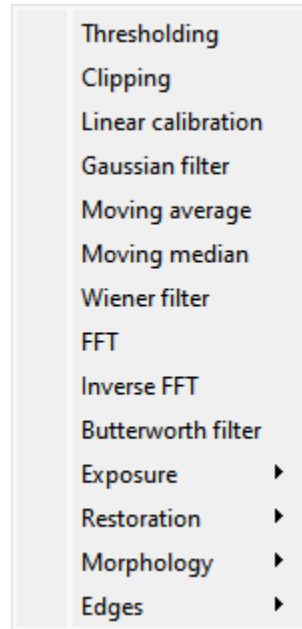 Thresholding
Clipping
Linear calibration
Gaussian filter
Moving average
Moving median
Wiener filter
FFT
Inverse FFT
Butterworth filter
Exposure
Restoration
Morphology
Edges